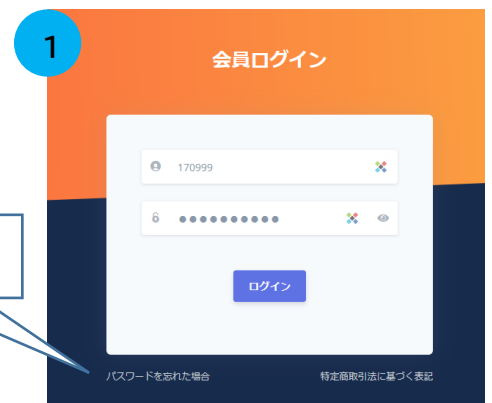 1
会員ログイン
170999
●●●●●●●●●●
ログイン
パスワードを忘れた場合
特定商取引法に基づく表記